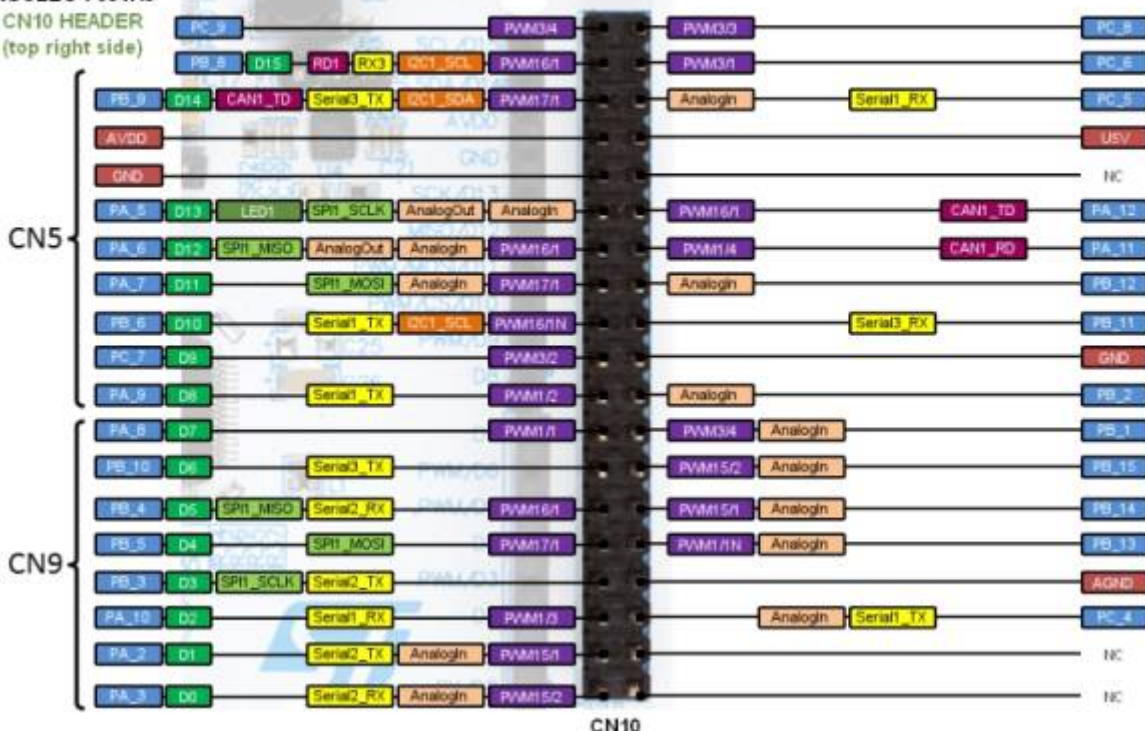 CN10 HEADER
(top right side)
PC_9 PWM3/4 PWM3/3 PC_8
PB_8 D15 RD1 RX3 I2C1_SCL PWM16/1 PWM3/1 PC_6
PB_9 D14 CAN1_TD Serial3_TX I2C1_SDA PWM17/1 AnalogIn Serial1_RX PC_5
AVDD U5V
GND NC
PA_5 D13 LED1 SPI1_SCLK AnalogOut AnalogIn PWM16/1 CAN1_TD PA_12
CN5
PA_6 D12 SPI1_MISO AnalogOut AnalogIn PWM16/1 PWM1/4 CAN1_RD PA_11
PA_7 D11 SPI1_MOSI AnalogIn PWM17/1 AnalogIn PB_12
PB_6 D10 Serial1_TX I2C1_SCL PWM16/1N Serial3_RX PB_11
PC_7 D9 PWM3/2 GND
PA_9 D8 Serial1_TX PWM1/2 AnalogIn PB_2
PA_8 D7 PWM1/1 PWM3/4 AnalogIn PB_1
PB_10 D6 Serial3_TX PWM15/2 AnalogIn PB_15
PB_4 D5 SPI1_MISO Serial2_RX PWM16/1 PWM15/1 AnalogIn PB_14
PB_5 D4 SPI1_MOSI PWM17/1 PWM1/1N AnalogIn PB_13
CN9
PB_3 D3 SPI1_SCLK Serial2_TX AGND
PA_10 D2 Serial1_RX PWM1/3 AnalogIn Serial1_TX PC_4
PA_2 D1 Serial2_TX AnalogIn PWM15/1 NC
PA_3 D0 Serial2_RX AnalogIn PWM15/2 NC
CN10